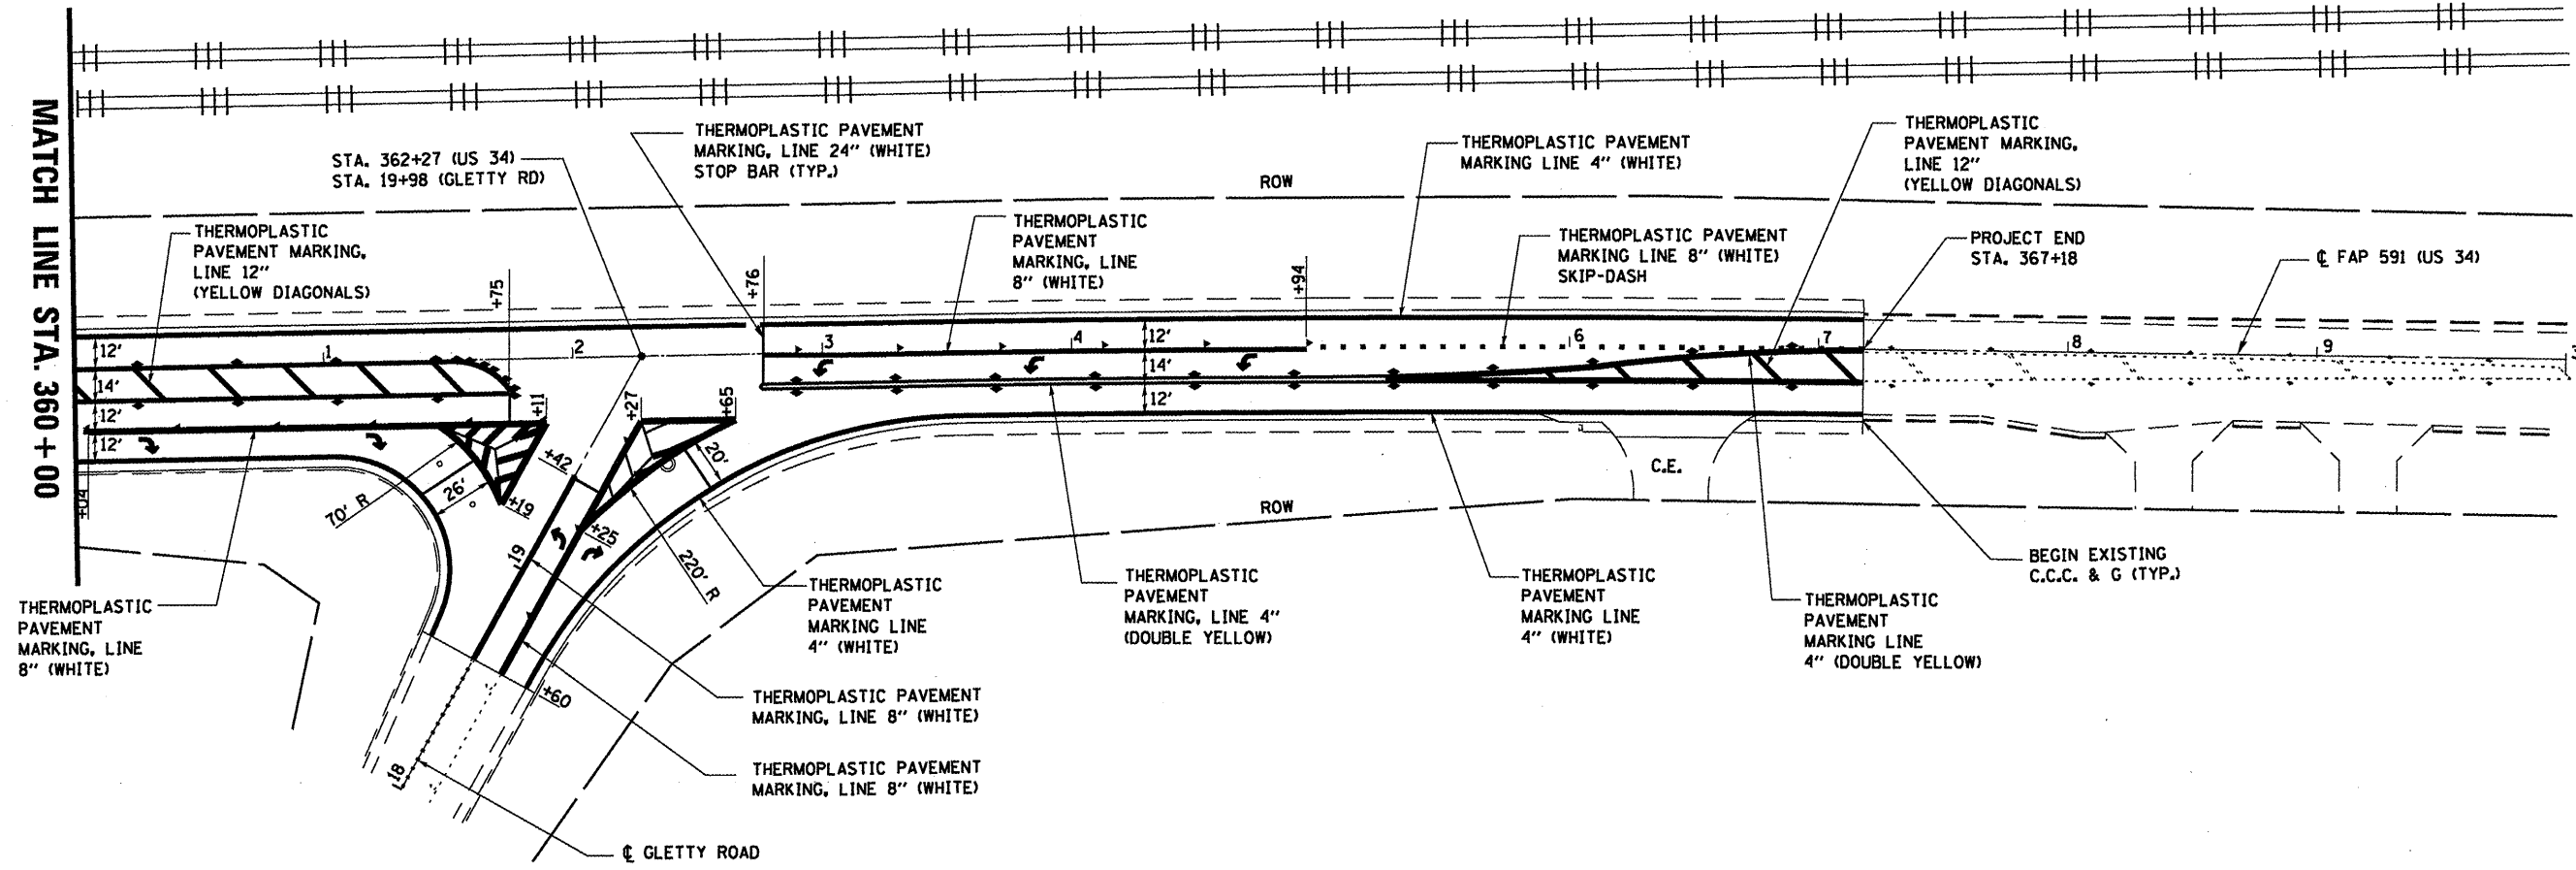 MATCH LINE STA. 360+00
STA. 362+27 (US 34)
STA. 19+98 (GLETTY RD)
THERMOPLASTIC PAVEMENT
MARKING, LINE 24" (WHITE)
STOP BAR (TYP.)
THERMOPLASTIC PAVEMENT
MARKING LINE 4" (WHITE)
THERMOPLASTIC
PAVEMENT MARKING,
LINE 12"
(YELLOW DIAGONALS)
ROW
THERMOPLASTIC
PAVEMENT MARKING,
LINE 12"
(YELLOW DIAGONALS)
THERMOPLASTIC
PAVEMENT
MARKING, LINE
8" (WHITE)
THERMOPLASTIC PAVEMENT
MARKING LINE 8" (WHITE)
SKIP-DASH
PROJECT END
STA. 367+18
℄ FAP 591 (US 34)
+75
+76
+94
12'
14'
12'
12'
1
2
3
4
6
7
8
9
12'
14'
12'
+04
+11
+27
+65
+42
+19
+25
20'
26'
70' R
220' R
19
18
+60
C.E.
ROW
THERMOPLASTIC
PAVEMENT
MARKING, LINE
8" (WHITE)
THERMOPLASTIC
PAVEMENT
MARKING LINE
4" (WHITE)
THERMOPLASTIC
PAVEMENT
MARKING, LINE 4"
(DOUBLE YELLOW)
THERMOPLASTIC
PAVEMENT
MARKING LINE
4" (WHITE)
THERMOPLASTIC
PAVEMENT
MARKING LINE
4" (DOUBLE YELLOW)
BEGIN EXISTING
C.C.C. & G (TYP.)
THERMOPLASTIC PAVEMENT
MARKING, LINE 8" (WHITE)
THERMOPLASTIC PAVEMENT
MARKING, LINE 8" (WHITE)
℄ GLETTY ROAD